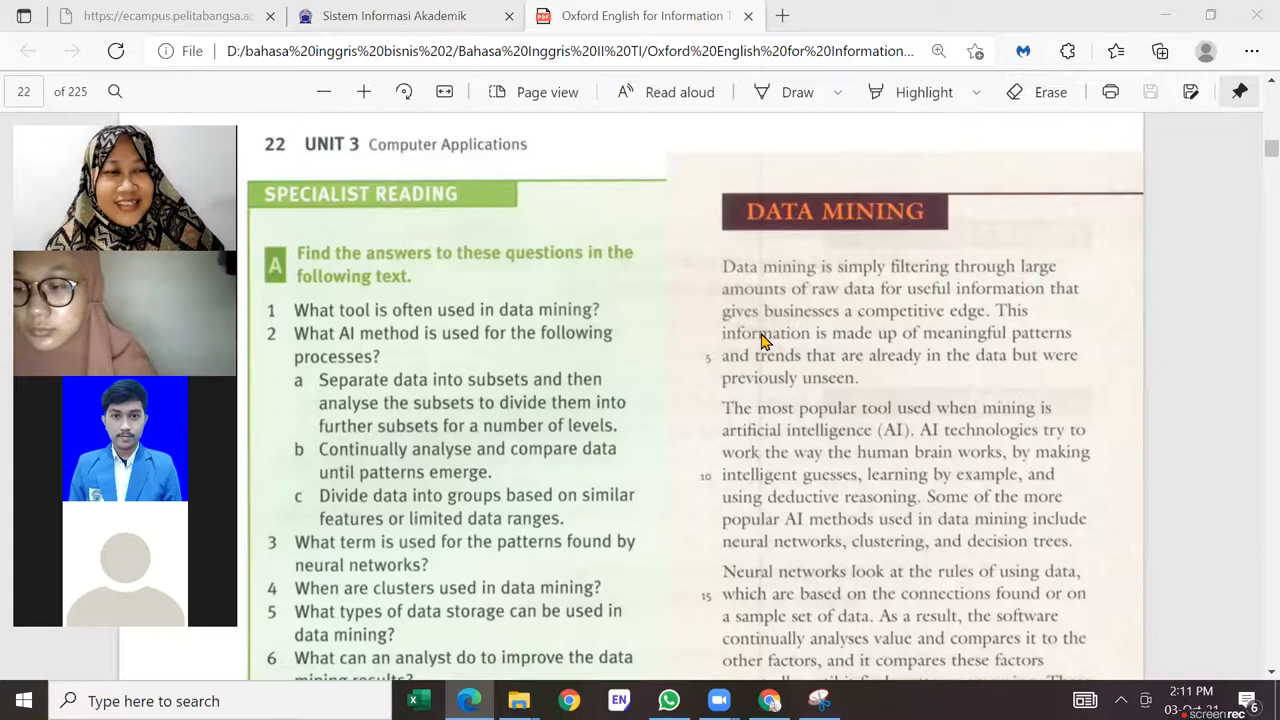 https://ecampus.pelitabangsa.ac
Sistem Informasi Akademik
Oxford English for Information T
File
D:/bahasa%20inggris%20bisnis%202/Bahasa%20Inggris%20II%20TI/Oxford%20English%20for%20Information...
22
of 225
Page view
Read aloud
Draw
Highlight
Erase
22 UNIT 3 Computer Applications
SPECIALIST READING
A
Find the answers to these questions in the
following text.
1 What tool is often used in data mining?
2 What AI method is used for the following
processes?
a Separate data into subsets and then
analyse the subsets to divide them into
further subsets for a number of levels.
b Continually analyse and compare data
until patterns emerge.
c Divide data into groups based on similar
features or limited data ranges.
3 What term is used for the patterns found by
neural networks?
4 When are clusters used in data mining?
5 What types of data storage can be used in
data mining?
6 What can an analyst do to improve the data
mining results?
DATA MINING
Data mining is simply filtering through large
amounts of raw data for useful information that
gives businesses a competitive edge. This
information is made up of meaningful patterns
5 and trends that are already in the data but were
previously unseen.
The most popular tool used when mining is
artificial intelligence (AI). AI technologies try to
work the way the human brain works, by making
10 intelligent guesses, learning by example, and
using deductive reasoning. Some of the more
popular AI methods used in data mining include
neural networks, clustering, and decision trees.
Neural networks look at the rules of using data,
15 which are based on the connections found or on
a sample set of data. As a result, the software
continually analyses value and compares it to the
other factors, and it compares these factors
Type here to search
EN
2:11 PM
03-Oct-21
6
screenrec